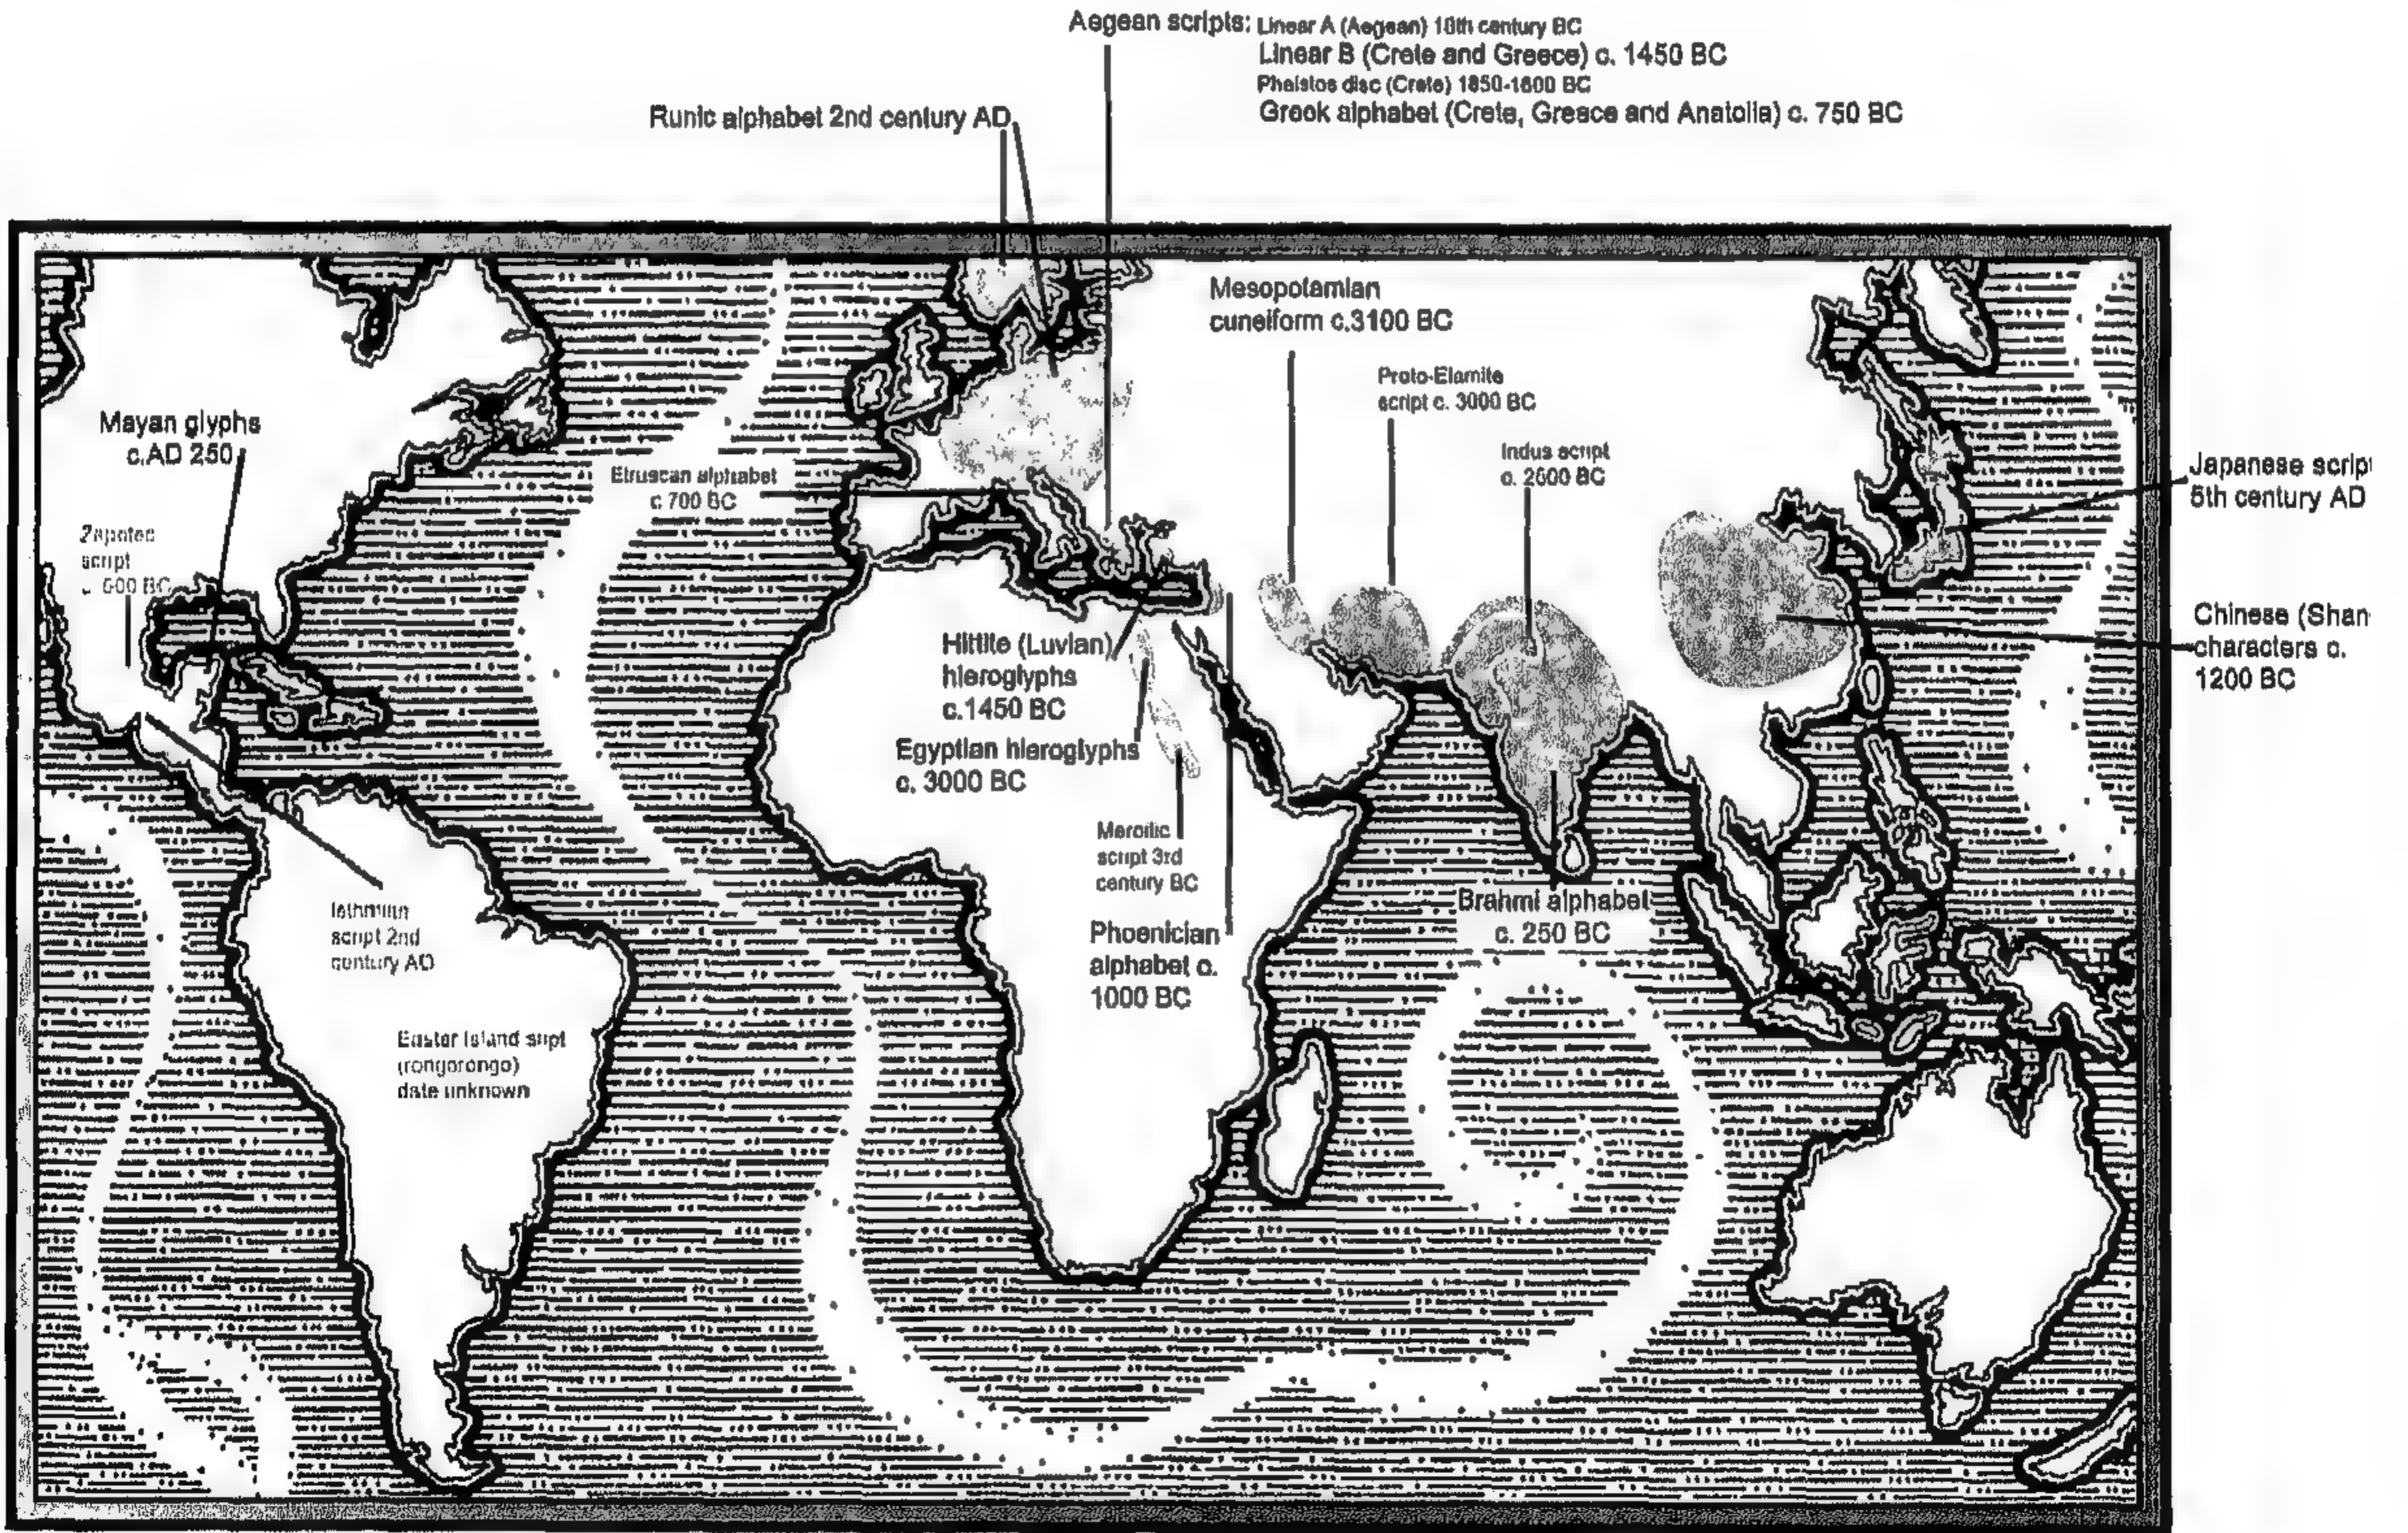 Aegean scripts: Linear A (Aegean) 18th century BC
Linear B (Crete and Greece) c. 1450 BC
Phaistos disc (Crete) 1850-1600 BC
Greek alphabet (Crete, Greece and Anatolia) c. 750 BC
Runic alphabet 2nd century AD
Mesopotamian
cuneiform c.3100 BC
Proto-Elamite
script c. 3000 BC
Indus script
c. 2500 BC
Mayan glyphs
c.AD 250
Etruscan alphabet
c 700 BC
Zapotec
script
600 BC
Japanese script
5th century AD
Chinese (Shan
characters c.
1200 BC
Hittite (Luvian)
hieroglyphs
c.1450 BC
Egyptian hieroglyphs
c. 3000 BC
Meroitic
script 3rd
century BC
Phoenician
alphabet c.
1000 BC
Brahmi alphabet
c. 250 BC
Isthmian
script 2nd
century AD
Easter Island sript
(rongorongo)
date unknown